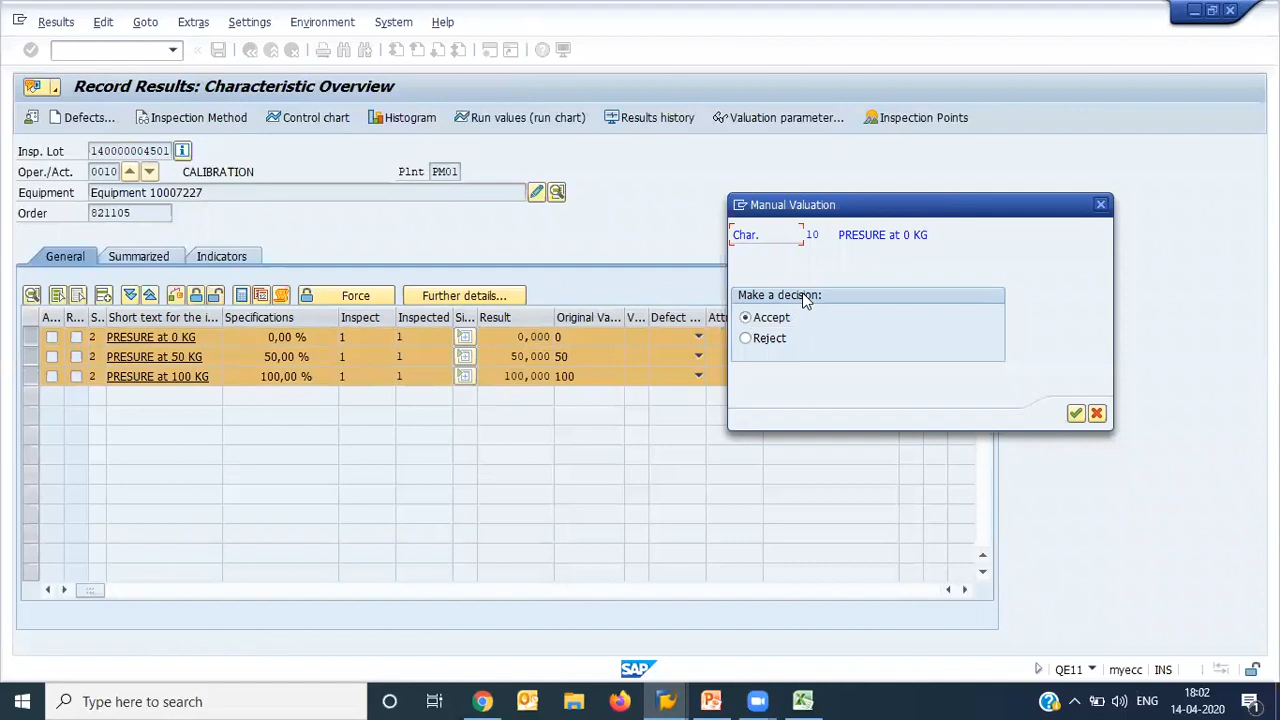 Results Edit Goto Extras Settings Environment System Help
Record Results: Characteristic Overview
Defects... Inspection Method Control chart Histogram Run values (run chart) Results history Valuation parameter... Inspection Points
Insp. Lot 140000004501
Oper./Act. 0010 CALIBRATION Plnt PM01
Equipment Equipment 10007227
Order 821105
General Summarized Indicators
Force Further details...
A... R... S.. Short text for the i... Specifications Inspect Inspected Si... Result Original Va... V... Defect ...
2 PRESURE at 0 KG 0,00 % 1 1 0,000 0
2 PRESURE at 50 KG 50,00 % 1 1 50,000 50
2 PRESURE at 100 KG 100,00 % 1 1 100,000 100
Manual Valuation
Char. 10 PRESURE at 0 KG
Make a decision:
Accept
Reject
SAP
QE11 myecc INS
Type here to search
ENG
18:02
14-04-2020